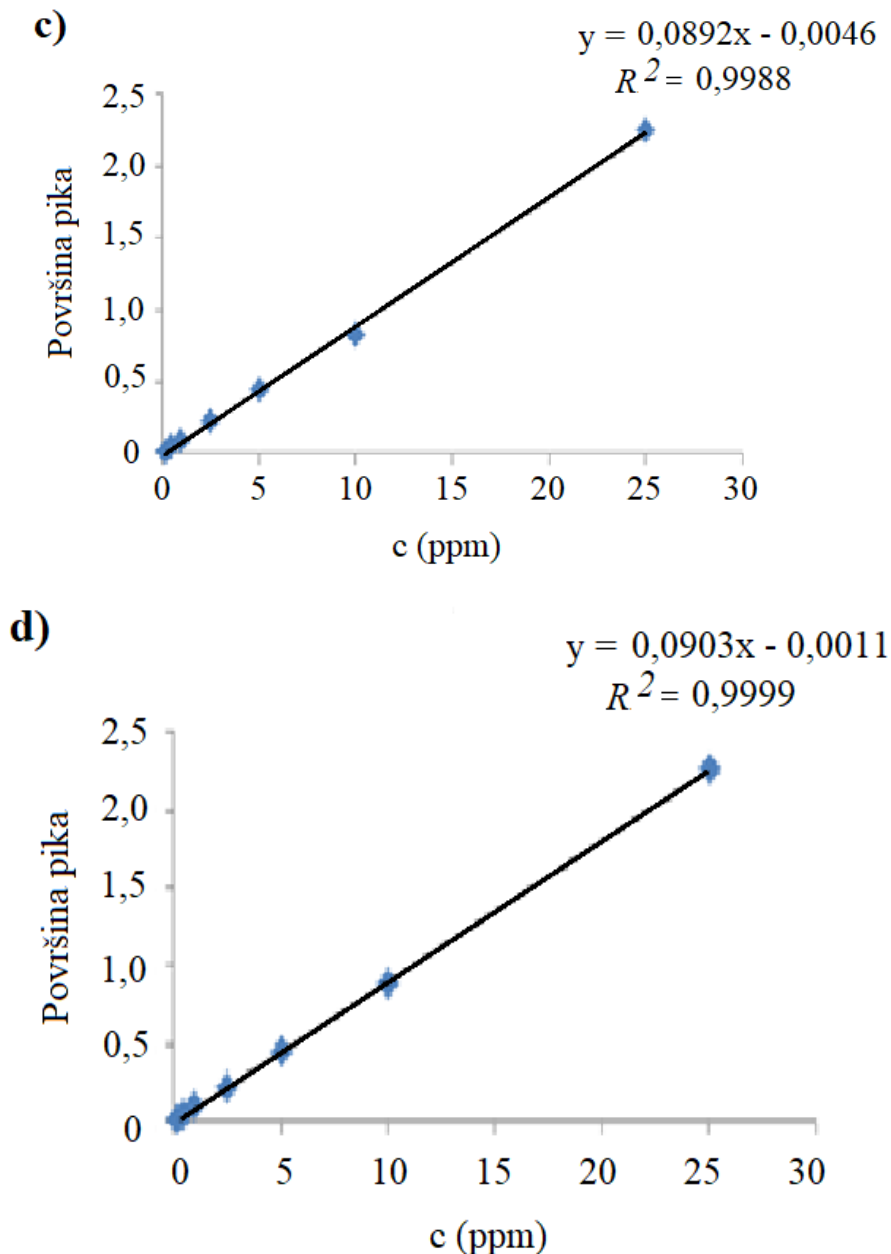 c)
y = 0,0892x - 0,0046
R² = 0,9988
2,5
2,0
1,5
1,0
0,5
0
Površina pika
0 5 10 15 20 25 30
c (ppm)
d)
y = 0,0903x - 0,0011
R² = 0,9999
2,5
2,0
1,5
1,0
0,5
0
Površina pika
0 5 10 15 20 25 30
c (ppm)